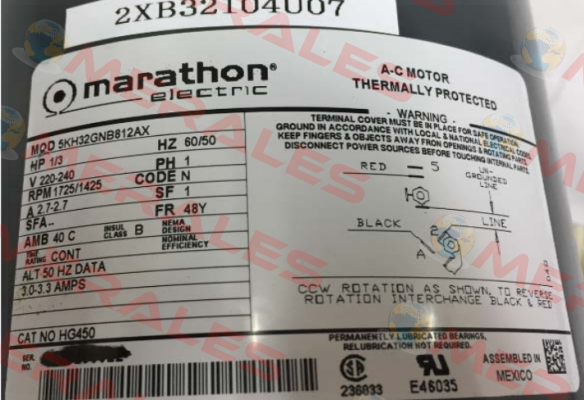 2XB32104U07
marathon®
electric
A-C MOTOR
THERMALLY PROTECTED
WARNING
TERMINAL COVER MUST BE IN PLACE FOR SAFE OPERATION.
GROUND IN ACCORDANCE WITH LOCAL & NATIONAL ELECTRICAL CODES
KEEP FINGERS & OBJECTS AWAY FROM OPENINGS & ROTATING PARTS.
DISCONNECT POWER SOURCES BEFORE TOUCHING INTERNAL PARTS.
MOD 5KH32GNB812AX HZ 60/50
HP 1/3 PH 1
V 220-240 CODE N
RPM 1725/1425 SF 1
A 2.7-2.7 FR 48Y
SFA.. NEMA DESIGN
AMB 40 C INSUL CLASS B NOMINAL EFFICIENCY
TIME RATING CONT
ALT 50 HZ DATA
3.0-3.3 AMPS
CAT NO HG450
SER. NO.
RED 5 UN-
GROUNDED
LINE
BLACK 2 LINE
A
CCW ROTATION AS SHOWN, TO REVERSE
ROTATION INTERCHANGE BLACK & RED
PERMANENTLY LUBRICATED BEARINGS,
RELUBRICATION NOT REQUIRED.
236033
E46035
ASSEMBLED IN
MEXICO
MERALES